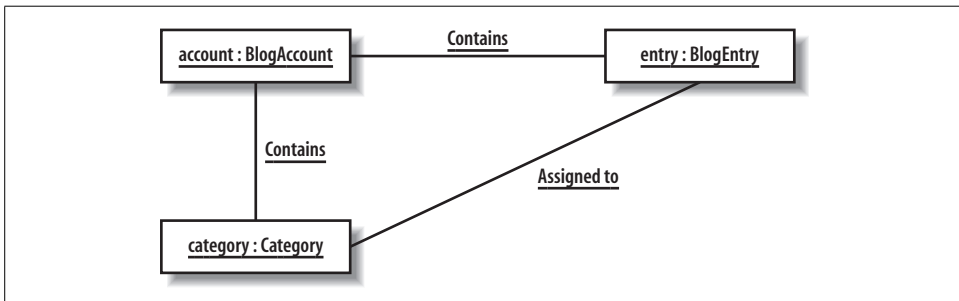 Contains
account : BlogAccount
entry : BlogEntry
Contains
Assigned to
category : Category